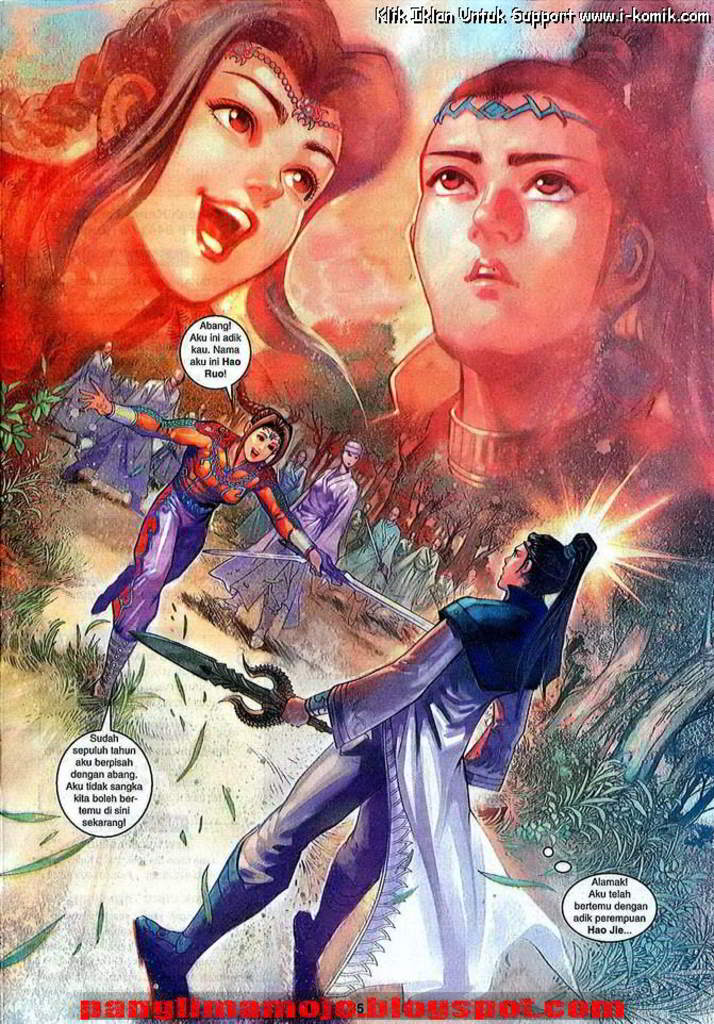 Klik Iklan Untuk Support www.i-komik.com
Abang!
Aku ini adik
kau. Nama
aku ini Hao
Ruo!
Sudah
sepuluh tahun
aku berpisah
dengan abang.
Aku tidak sangka
kita boleh ber-
temu di sini
sekarang!
Alamak!
Aku telah
bertemu dengan
adik perempuan
Hao Jie...
panglimamojo.blogspot.com